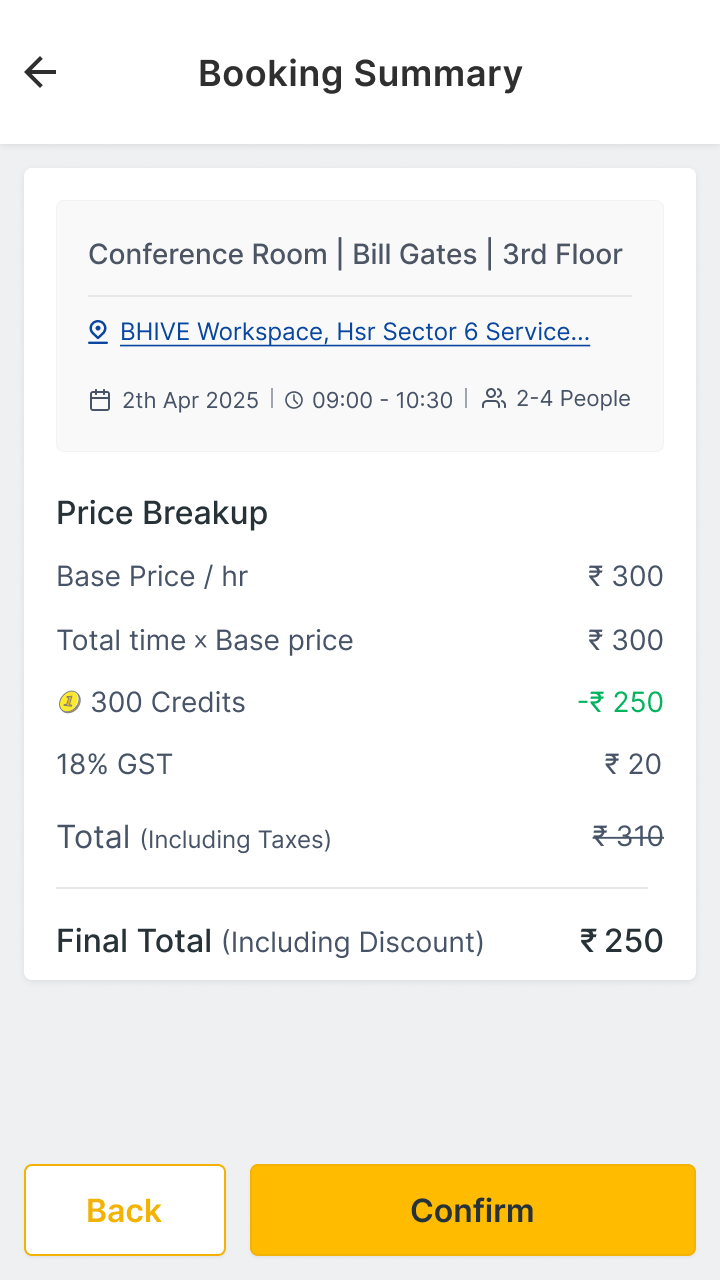 Booking Summary
Conference Room | Bill Gates | 3rd Floor
BHIVE Workspace, Hsr Sector 6 Service...
2th Apr 2025 | 09:00 - 10:30 | 2-4 People
Price Breakup
Base Price / hr ₹ 300
Total time x Base price ₹ 300
1 300 Credits -₹ 250
18% GST ₹ 20
Total (Including Taxes) ₹ 310
Final Total (Including Discount) ₹ 250
Back Confirm